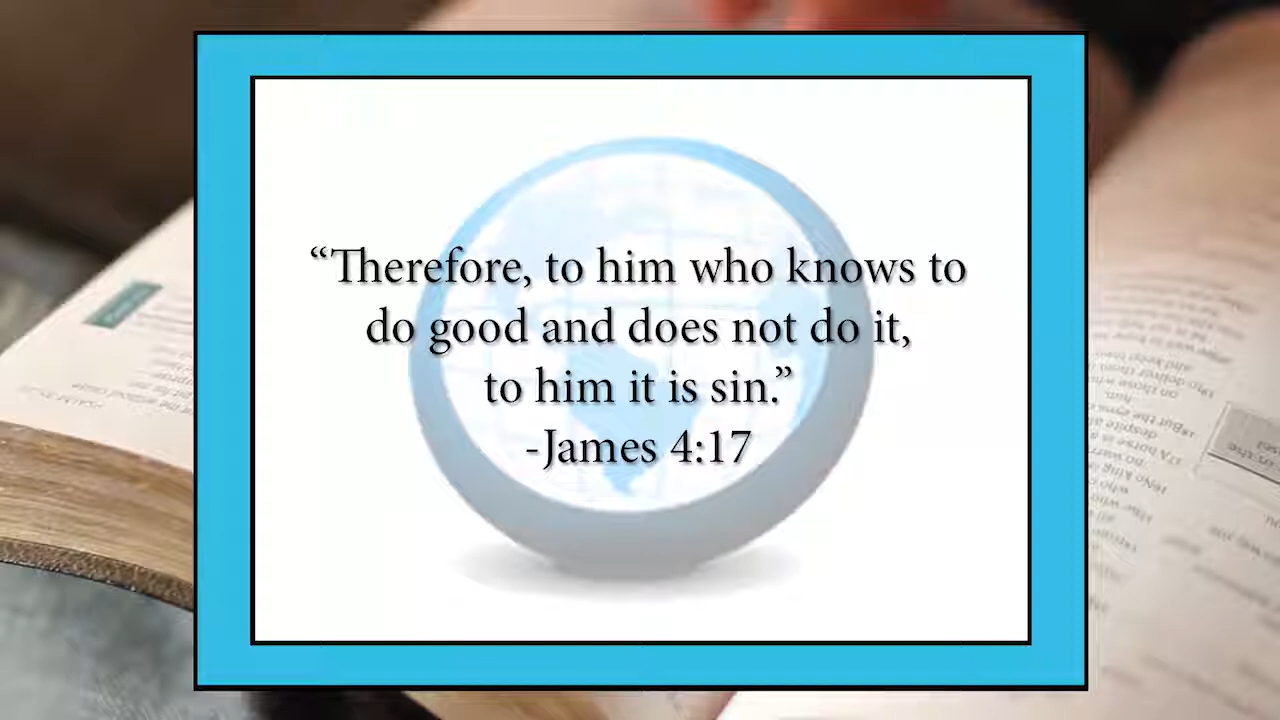 “Therefore, to him who knows to
do good and does not do it,
to him it is sin.”
-James 4:17